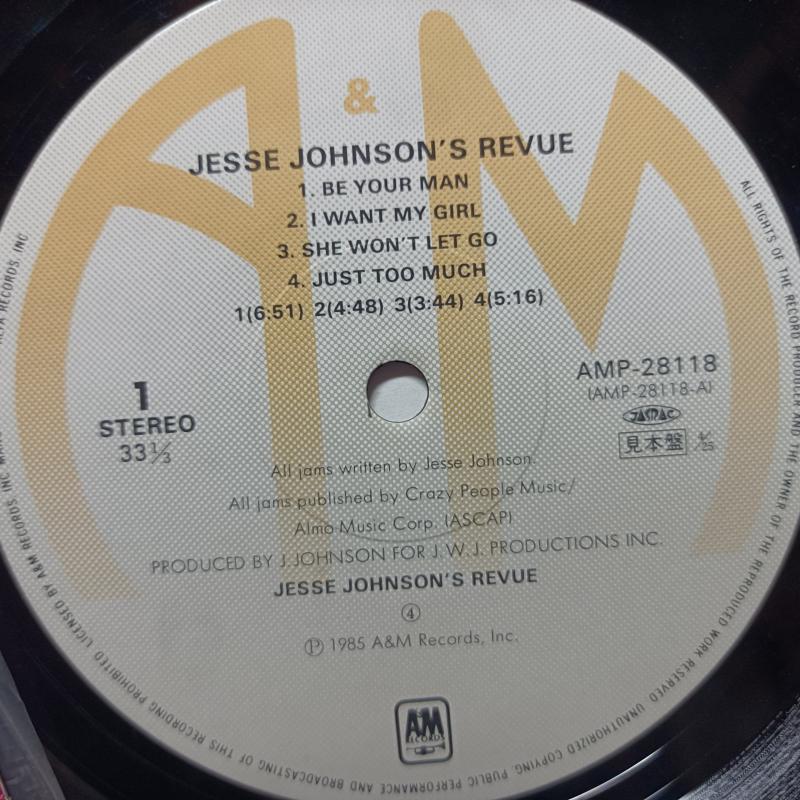 &
JESSE JOHNSON'S REVUE
1. BE YOUR MAN
2. I WANT MY GIRL
3. SHE WON'T LET GO
4. JUST TOO MUCH
1(6:51) 2(4:48) 3(3:44) 4(5:16)
1
STEREO
33⅓
AMP-28118
(AMP-28118-A)
JASRAC
見本盤
All jams written by Jesse Johnson.
All jams published by Crazy People Music/
Almo Music Corp. (ASCAP)
PRODUCED BY J. JOHNSON FOR J. W. J. PRODUCTIONS INC.
JESSE JOHNSON'S REVUE
④
Ⓟ 1985 A&M Records, Inc.
A&M
RECORDS
ALL RIGHTS OF THE RECORD PRODUCER AND THE OWNER OF THE REPRODUCED WORK RESERVED. UNAUTHORIZED COPYING, PUBLIC PERFORMANCE AND BROADCASTING OF THIS RECORDING PROHIBITED. LICENSED BY A&M RECORDS, INC. RECORDS, INC